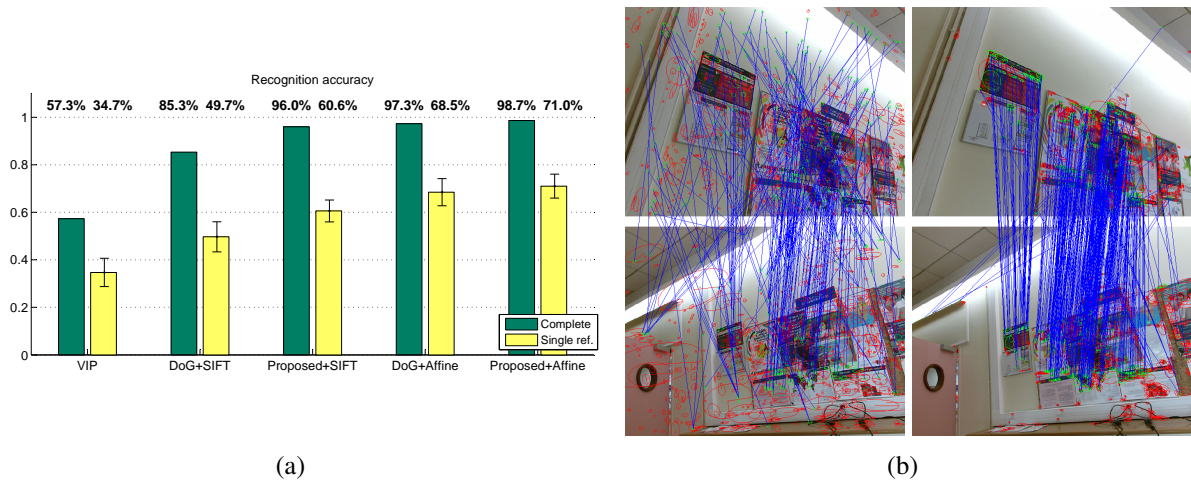 Recognition accuracy
57.3% 34.7% 85.3% 49.7% 96.0% 60.6% 97.3% 68.5% 98.7% 71.0%
1
0.8
0.6
0.4
0.2
0
Complete
Single ref.
VIP DoG+SIFT Proposed+SIFT DoG+Affine Proposed+Affine
(a) (b)